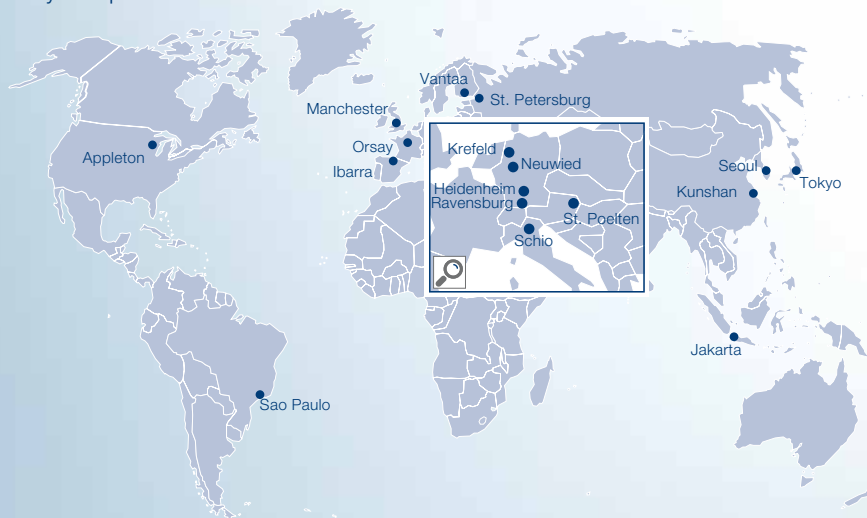 Vantaa
St. Petersburg
Manchester
Orsay
Ibarra
Appleton
Krefeld
Neuwied
Heidenheim
Ravensburg
St. Poelten
Schio
Seoul
Tokyo
Kunshan
Jakarta
Sao Paulo